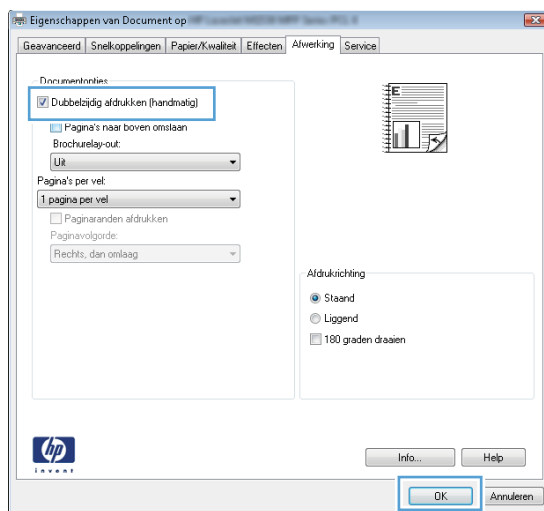 Eigenschappen van Document op
Geavanceerd Snelkoppelingen Papier/Kwaliteit Effecten Afwerking Service
Documentopties
Dubbelzijdig afdrukken (handmatig)
Pagina's naar boven omslaan
Brochurelay-out:
Uit
Pagina's per vel:
1 pagina per vel
Paginaranden afdrukken
Paginavolgorde:
Rechts, dan omlaag
E
Afdrukrichting
Staand
Liggend
180 graden draaien
hp
invent
Info... Help
OK Annuleren